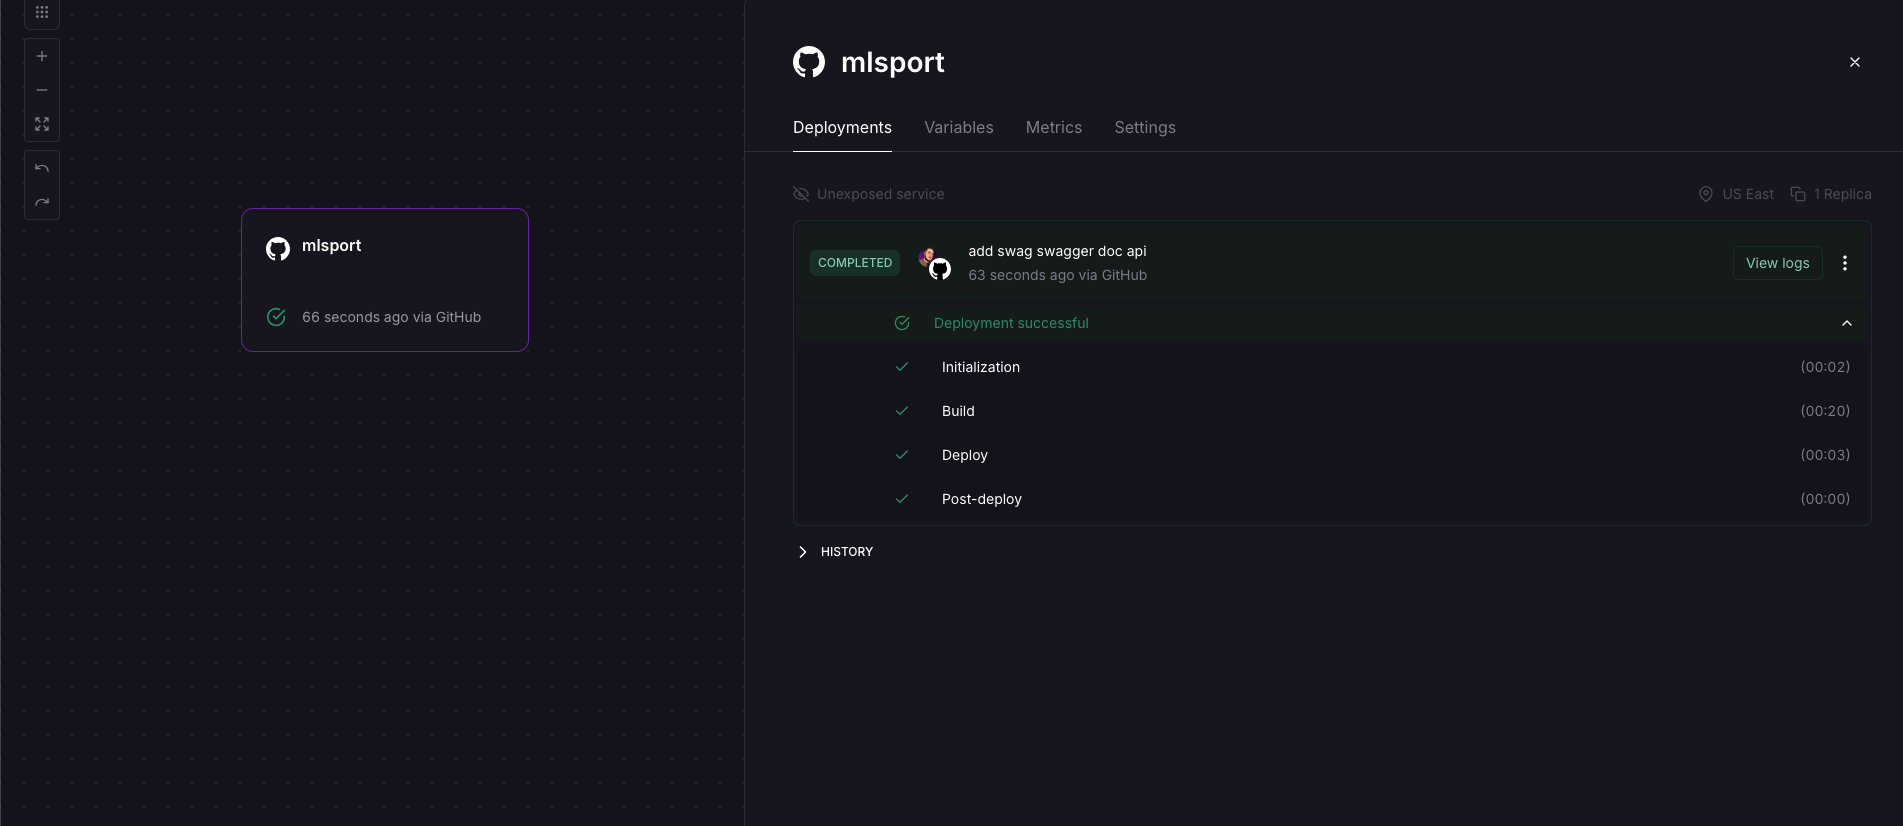 mlsport
66 seconds ago via GitHub
mlsport
Deployments Variables Metrics Settings
Unexposed service US East 1 Replica
COMPLETED
add swag swagger doc api
63 seconds ago via GitHub
View logs
Deployment successful
Initialization (00:02)
Build (00:20)
Deploy (00:03)
Post-deploy (00:00)
HISTORY